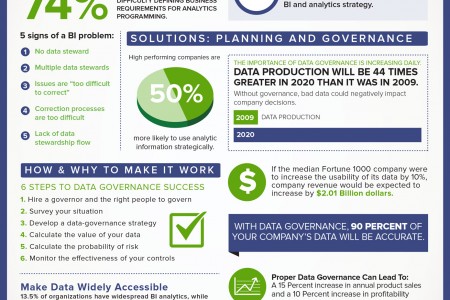 74%
DIFFICULTY DEFINING BUSINESS
REQUIREMENTS FOR ANALYTICS
PROGRAMMING.
BI and analytics strategy.
5 signs of a BI problem:
1 No data steward
2 Multiple data stewards
3 Issues are “too difficult
to correct”
4 Correction processes
are too difficult
5 Lack of data
stewardship flow
SOLUTIONS: PLANNING AND GOVERNANCE
High performing companies are
50%
more likely to use analytic
information strategically.
THE IMPORTANCE OF DATA GOVERNANCE IS INCREASING DAILY:
DATA PRODUCTION WILL BE 44 TIMES
GREATER IN 2020 THAN IT WAS IN 2009.
Without governance, bad data could negatively impact
company decisions.
2009 DATA PRODUCTION
2020
HOW & WHY TO MAKE IT WORK
6 STEPS TO DATA GOVERNANCE SUCCESS
1. Hire a governor and the right people to govern
2. Survey your situation
3. Develop a data-governance strategy
4. Calculate the value of your data
5. Calculate the probability of risk
6. Monitor the effectiveness of your controls
$
If the median Fortune 1000 company were
to increase the usability of its data by 10%,
company revenue would be expected to
increase by $2.01 Billion dollars.
WITH DATA GOVERNANCE, 90 PERCENT OF
YOUR COMPANY'S DATA WILL BE ACCURATE.
Make Data Widely Accessible
13.5% of organizations have widespread BI analytics, while
Proper Data Governance Can Lead To:
A 15 Percent increase in annual product sales
and a 10 Percent increase in profitability